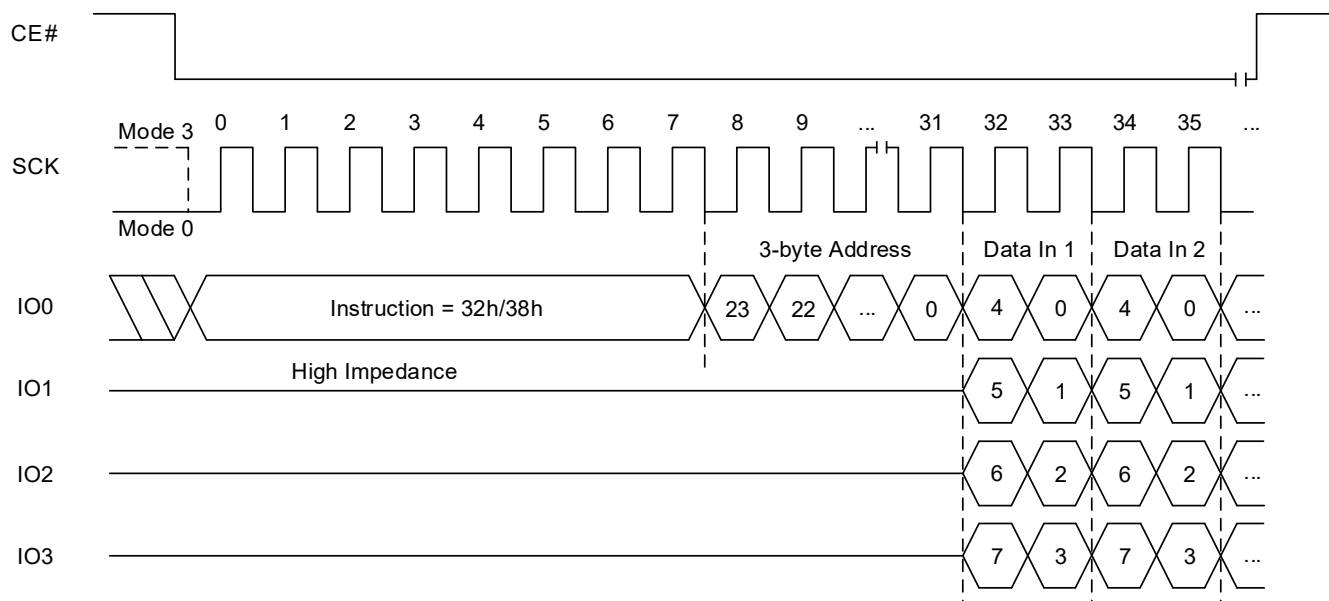 CE#
0 1 2 3 4 5 6 7 8 9 ... 31 32 33 34 35 ...
Mode 3
SCK
Mode 0
3-byte Address Data In 1 Data In 2
IO0 Instruction = 32h/38h 23 22 ... 0 4 0 4 0 ...
High Impedance
IO1 5 1 5 1 ...
IO2 6 2 6 2 ...
IO3 7 3 7 3 ...